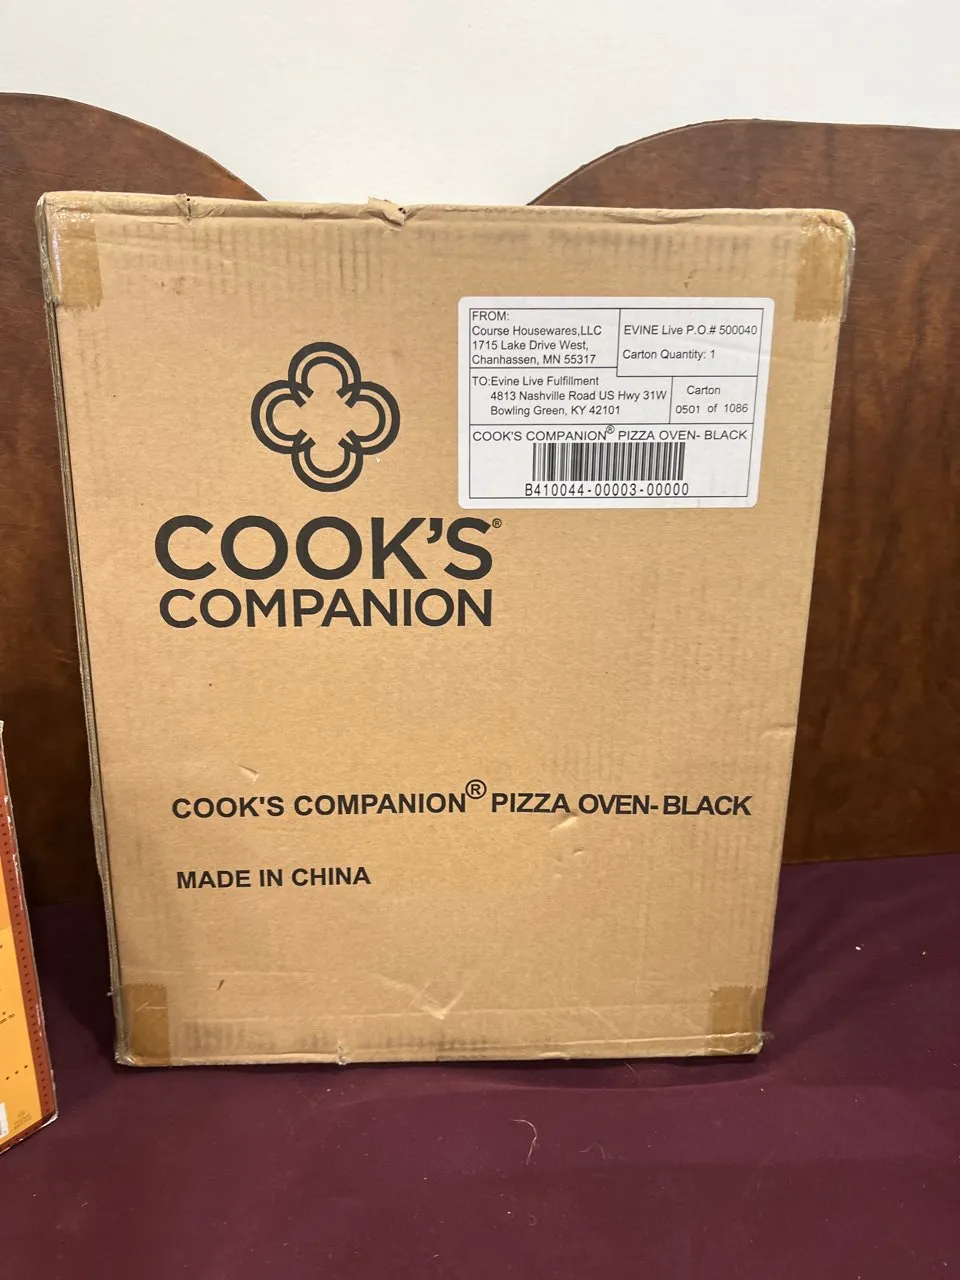 FROM:
Course Housewares,LLC
1715 Lake Drive West,
Chanhassen, MN 55317
EVINE Live P.O.# 500040
Carton Quantity: 1
TO:Evine Live Fulfillment
4813 Nashville Road US Hwy 31W
Bowling Green, KY 42101
Carton
0501 of 1086
COOK'S COMPANION® PIZZA OVEN- BLACK
B410044-00003-00000
COOK'S®
COMPANION
COOK'S COMPANION® PIZZA OVEN-BLACK
MADE IN CHINA